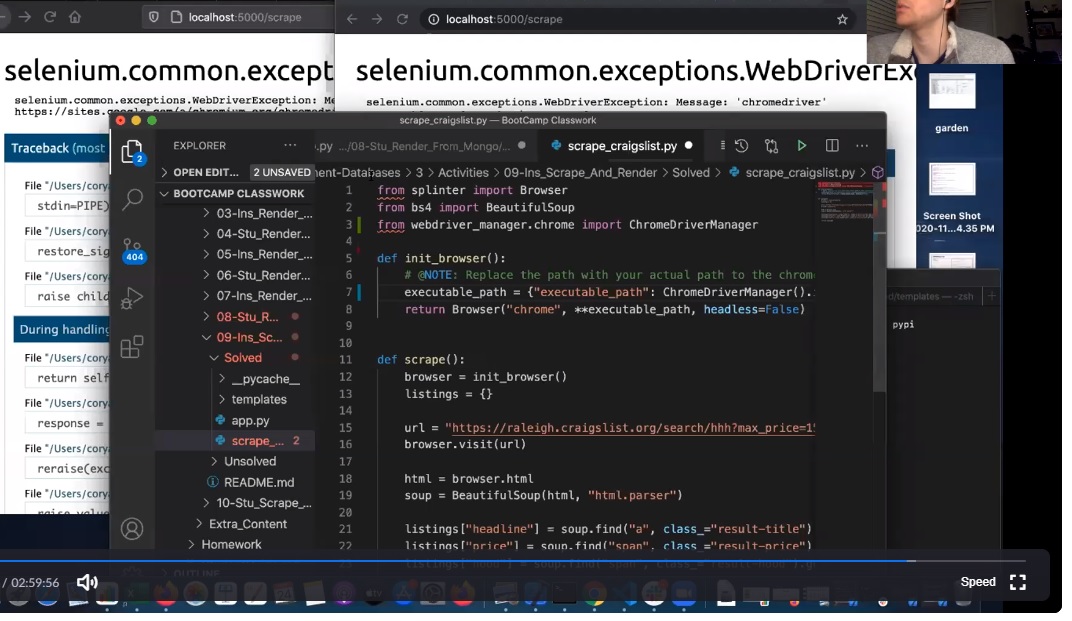 localhost:5000/scrape
localhost:5000/scrape
selenium.common.except
selenium.common.exceptions.WebDriverExc
selenium.common.exceptions.WebDriverException: Me
selenium.common.exceptions.WebDriverException: Message: 'chromedriver'
scrape_craigslist.py — BootCamp Classwork
garden
Traceback (most
2
EXPLORER
.py .../08-Stu_Render_From_Mongo/...
scrape_craigslist.py
OPEN EDIT...
2 UNSAVED
ment-Databases > 3 > Activities > 09-Ins_Scrape_And_Render > Solved > scrape_craigslist.py >
BOOTCAMP CLASSWORK
03-Ins_Render_...
04-Stu_Render...
05-Ins_Render_...
06-Stu_Render...
07-Ins_Render_...
08-Stu_R...
09-Ins_Sc...
Solved
__pycache__
templates
app.py
scrape_... 2
Unsolved
README.md
10-Stu_Scrape_...
Extra_Content
Homework
OUTLINE
404
1 from splinter import Browser
2 from bs4 import BeautifulSoup
3 from webdriver_manager.chrome import ChromeDriverManager
4
5 def init_browser():
6 # @NOTE: Replace the path with your actual path to the chrom
7 executable_path = {"executable_path": ChromeDriverManager().
8 return Browser("chrome", **executable_path, headless=False)
9
10
11 def scrape():
12 browser = init_browser()
13 listings = {}
14
15 url = "https://raleigh.craigslist.org/search/hhh?max_price=1
16 browser.visit(url)
17
18 html = browser.html
19 soup = BeautifulSoup(html, "html.parser")
20
21 listings["headline"] = soup.find("a", class_="result-title")
22 listings["price"] = soup.find("span", class_="result-price")
File "/Users/cory
stdin=PIPE)
File "/Users/cory
restore_sig
File "/Users/cory
raise child
During handling
File "/Users/cory
return self
File "/Users/cory
response =
File "/Users/cory
reraise(exc
File "/Users/cory
Screen Shot
020-11...4.35 PM
d/templates — -zsh
pypi
/ 02:59:56
Speed